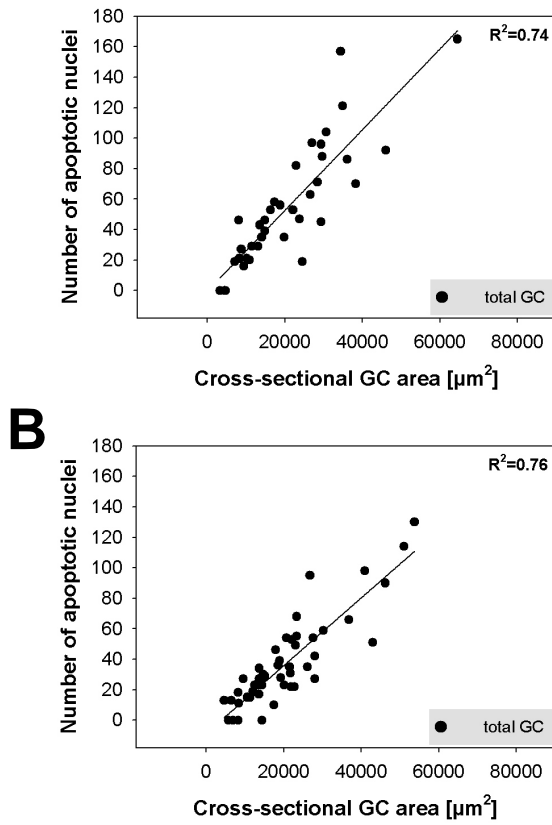 180
160
140
120
100
80
60
40
20
0
Number of apoptotic nuclei
R²=0.74
total GC
0 20000 40000 60000 80000
Cross-sectional GC area [µm²]
B
180
160
140
120
100
80
60
40
20
0
Number of apoptotic nuclei
R²=0.76
total GC
0 20000 40000 60000 80000
Cross-sectional GC area [µm²]